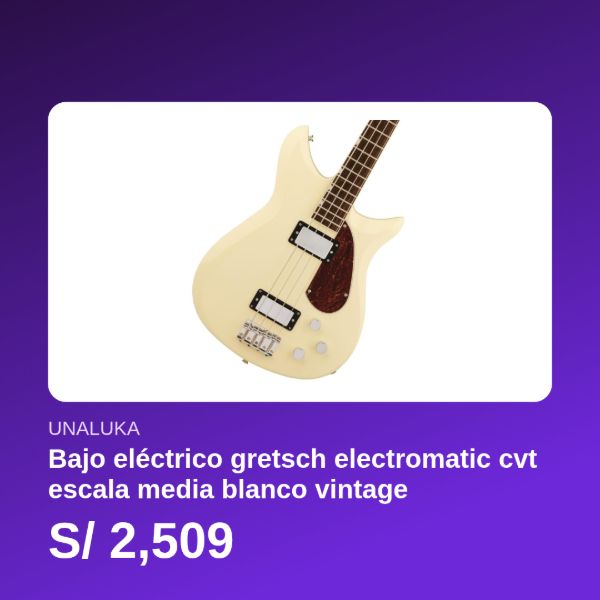 UNALUKA
Bajo eléctrico gretsch electromatic cvt
escala media blanco vintage
S/ 2,509